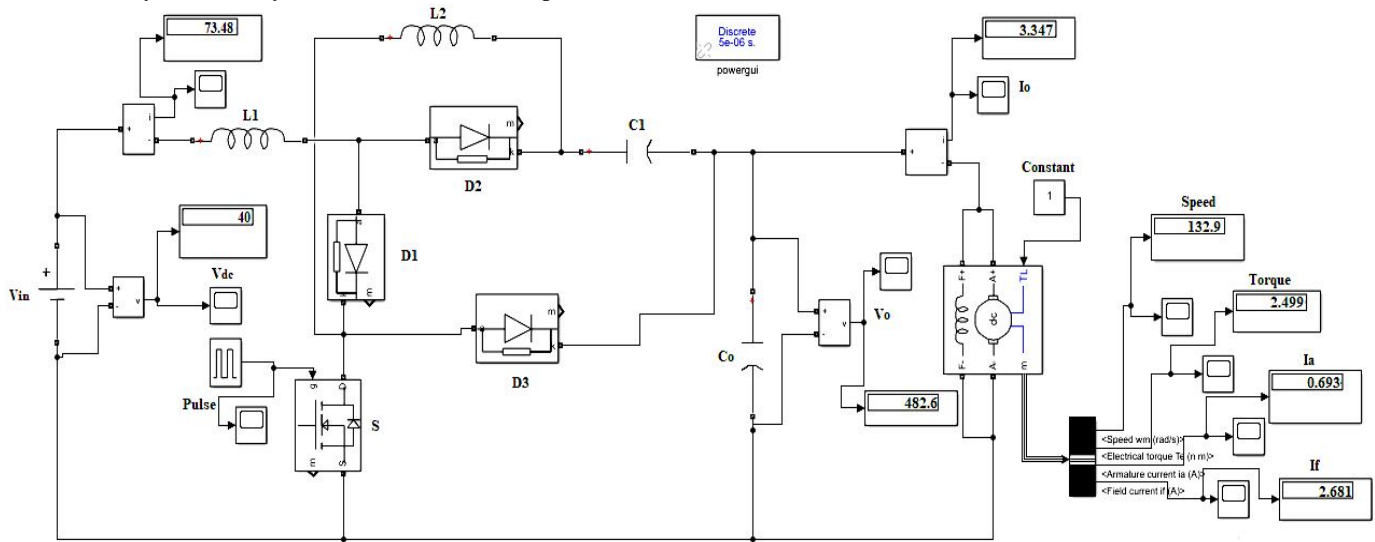 L2
73.48
Discrete
5e-06 s.
powergui
3.347
Io
i
+
-
L1
a
m
k
D2
C1
+
i
-
Constant
1
Speed
132.9
40
Vdc
+
Vin
+
-
v
a
k
m
D1
a
m
k
D3
+
-
v
Vo
Co
482.6
F+
A+
TL
dc
F-
A-
m
Torque
2.499
Ia
0.693
Pulse
g
D
m
S
S
<Speed wm (rad/s)>
<Electrical torque Te (n m)>
<Armature current ia (A)>
<Field current if (A)>
If
2.681